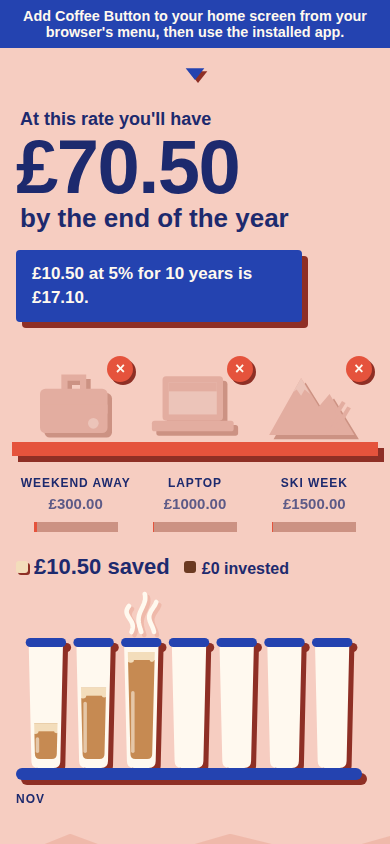 Add Coffee Button to your home screen from your
browser's menu, then use the installed app.
At this rate you'll have
£70.50
by the end of the year
£10.50 at 5% for 10 years is
£17.10.
× × ×
WEEKEND AWAY LAPTOP SKI WEEK
£300.00 £1000.00 £1500.00
£10.50 saved £0 invested
NOV